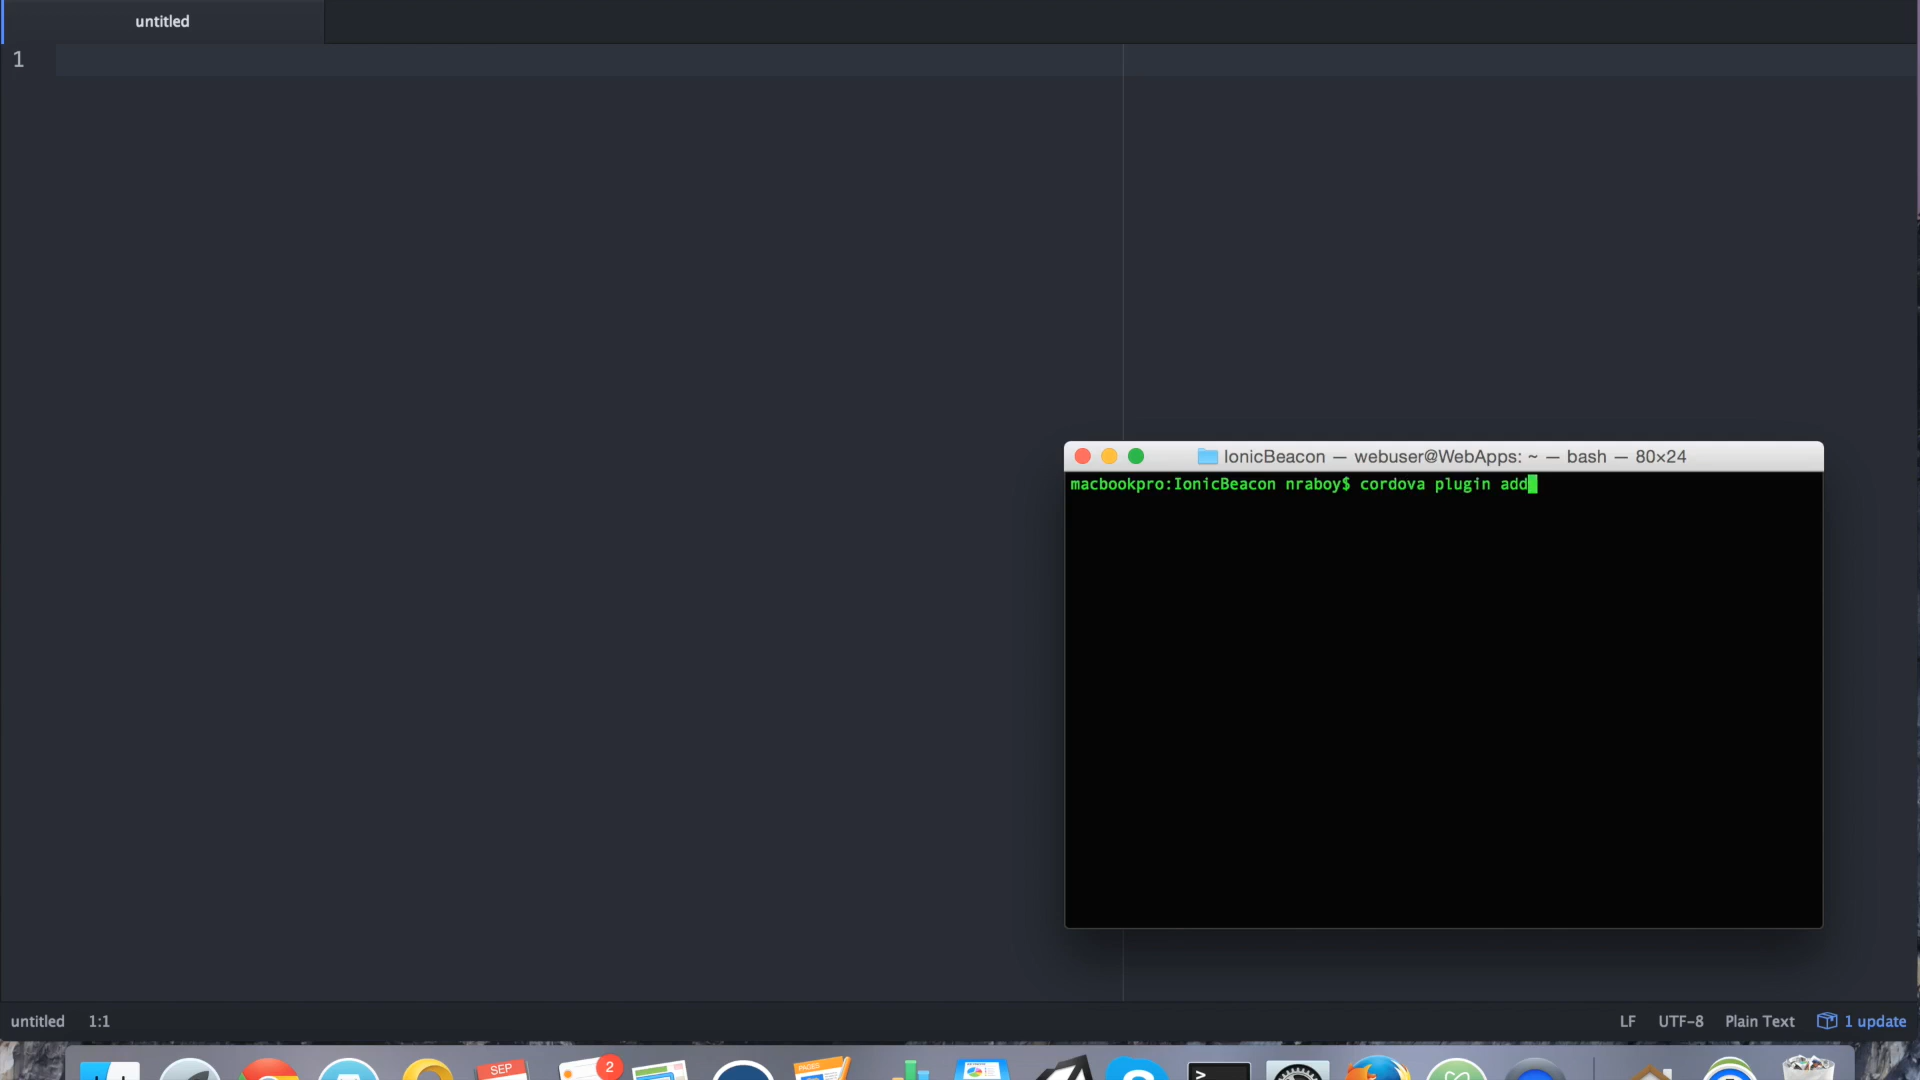 untitled
1
IonicBeacon — webuser@WebApps: ~ — bash — 80×24
macbookpro:IonicBeacon nraboy$ cordova plugin add
untitled 1:1
LF UTF-8 Plain Text 1 update
SEP
2
PAGES